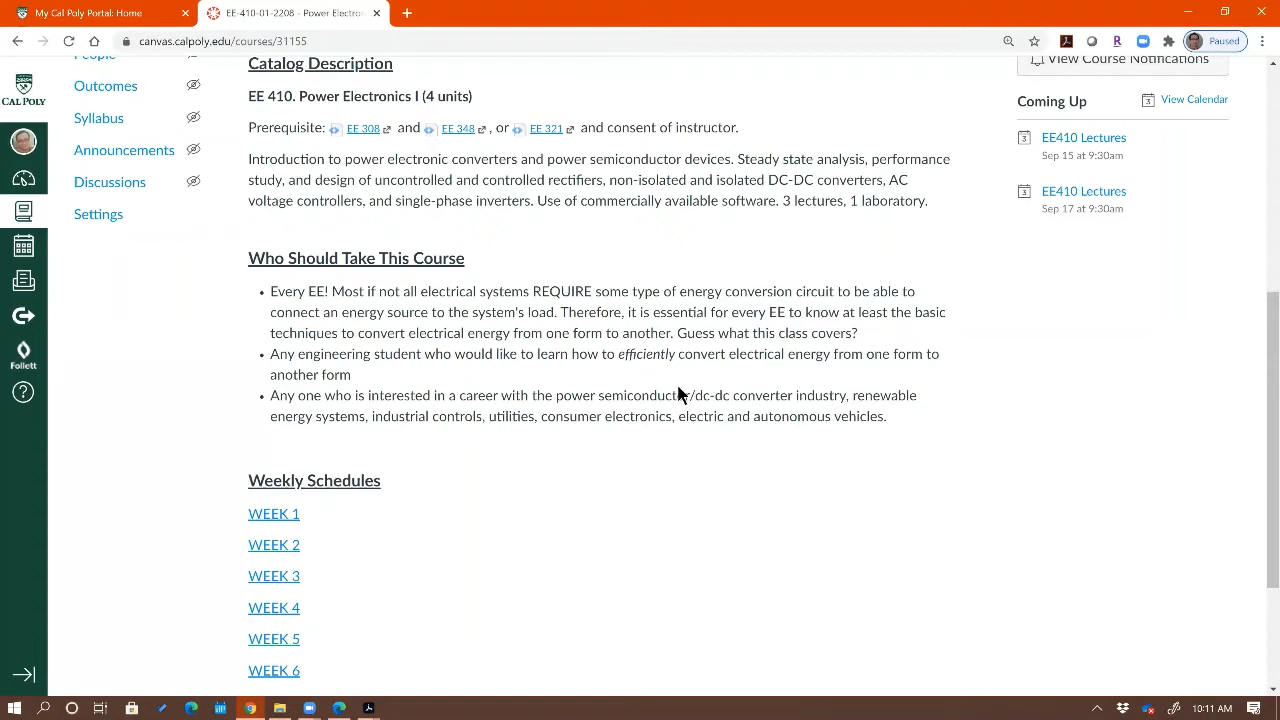 My Cal Poly Portal: Home
EE-410-01-2208 - Power Electron
canvas.calpoly.edu/courses/31155
Paused
CAL POLY
Follett
People
Outcomes
Syllabus
Announcements
Discussions
Settings
Catalog Description
EE 410. Power Electronics I (4 units)
Prerequisite: EE 308 and EE 348 , or EE 321 and consent of instructor.
Introduction to power electronic converters and power semiconductor devices. Steady state analysis, performance
study, and design of uncontrolled and controlled rectifiers, non-isolated and isolated DC-DC converters, AC
voltage controllers, and single-phase inverters. Use of commercially available software. 3 lectures, 1 laboratory.
Who Should Take This Course
• Every EE! Most if not all electrical systems REQUIRE some type of energy conversion circuit to be able to
connect an energy source to the system's load. Therefore, it is essential for every EE to know at least the basic
techniques to convert electrical energy from one form to another. Guess what this class covers?
• Any engineering student who would like to learn how to efficiently convert electrical energy from one form to
another form
• Any one who is interested in a career with the power semiconductor/dc-dc converter industry, renewable
energy systems, industrial controls, utilities, consumer electronics, electric and autonomous vehicles.
Weekly Schedules
WEEK 1
WEEK 2
WEEK 3
WEEK 4
WEEK 5
WEEK 6
View Course Notifications
Coming Up
3 View Calendar
3 EE410 Lectures
Sep 15 at 9:30am
3 EE410 Lectures
Sep 17 at 9:30am
10:11 AM